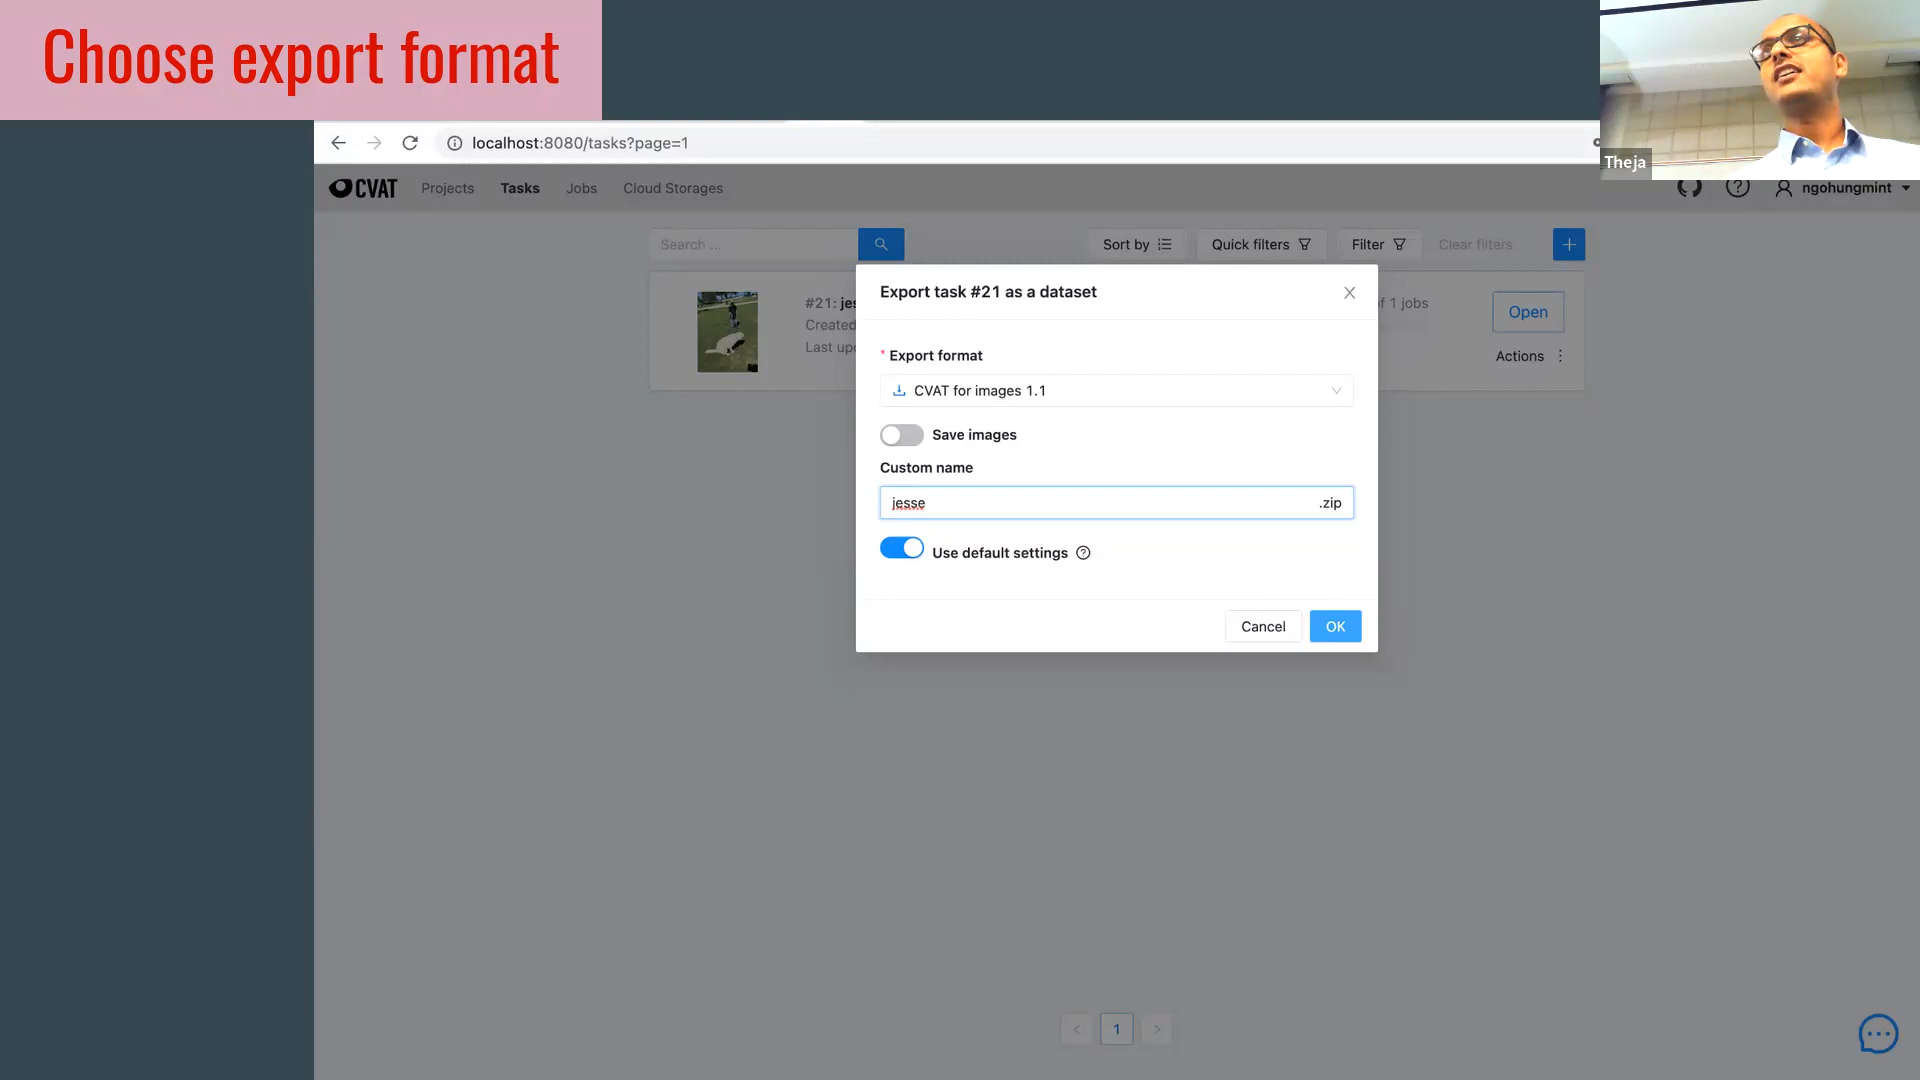 Choose export format
Theja
localhost:8080/tasks?page=1
CVAT Projects Tasks Jobs Cloud Storages ngohungmint
Search ... Sort by Quick filters Filter Clear filters
Export task #21 as a dataset
#21: jes of 1 jobs
Created
Last upd
Open
Actions
* Export format
CVAT for images 1.1
Save images
Custom name
jesse .zip
Use default settings
Cancel OK
< 1 >